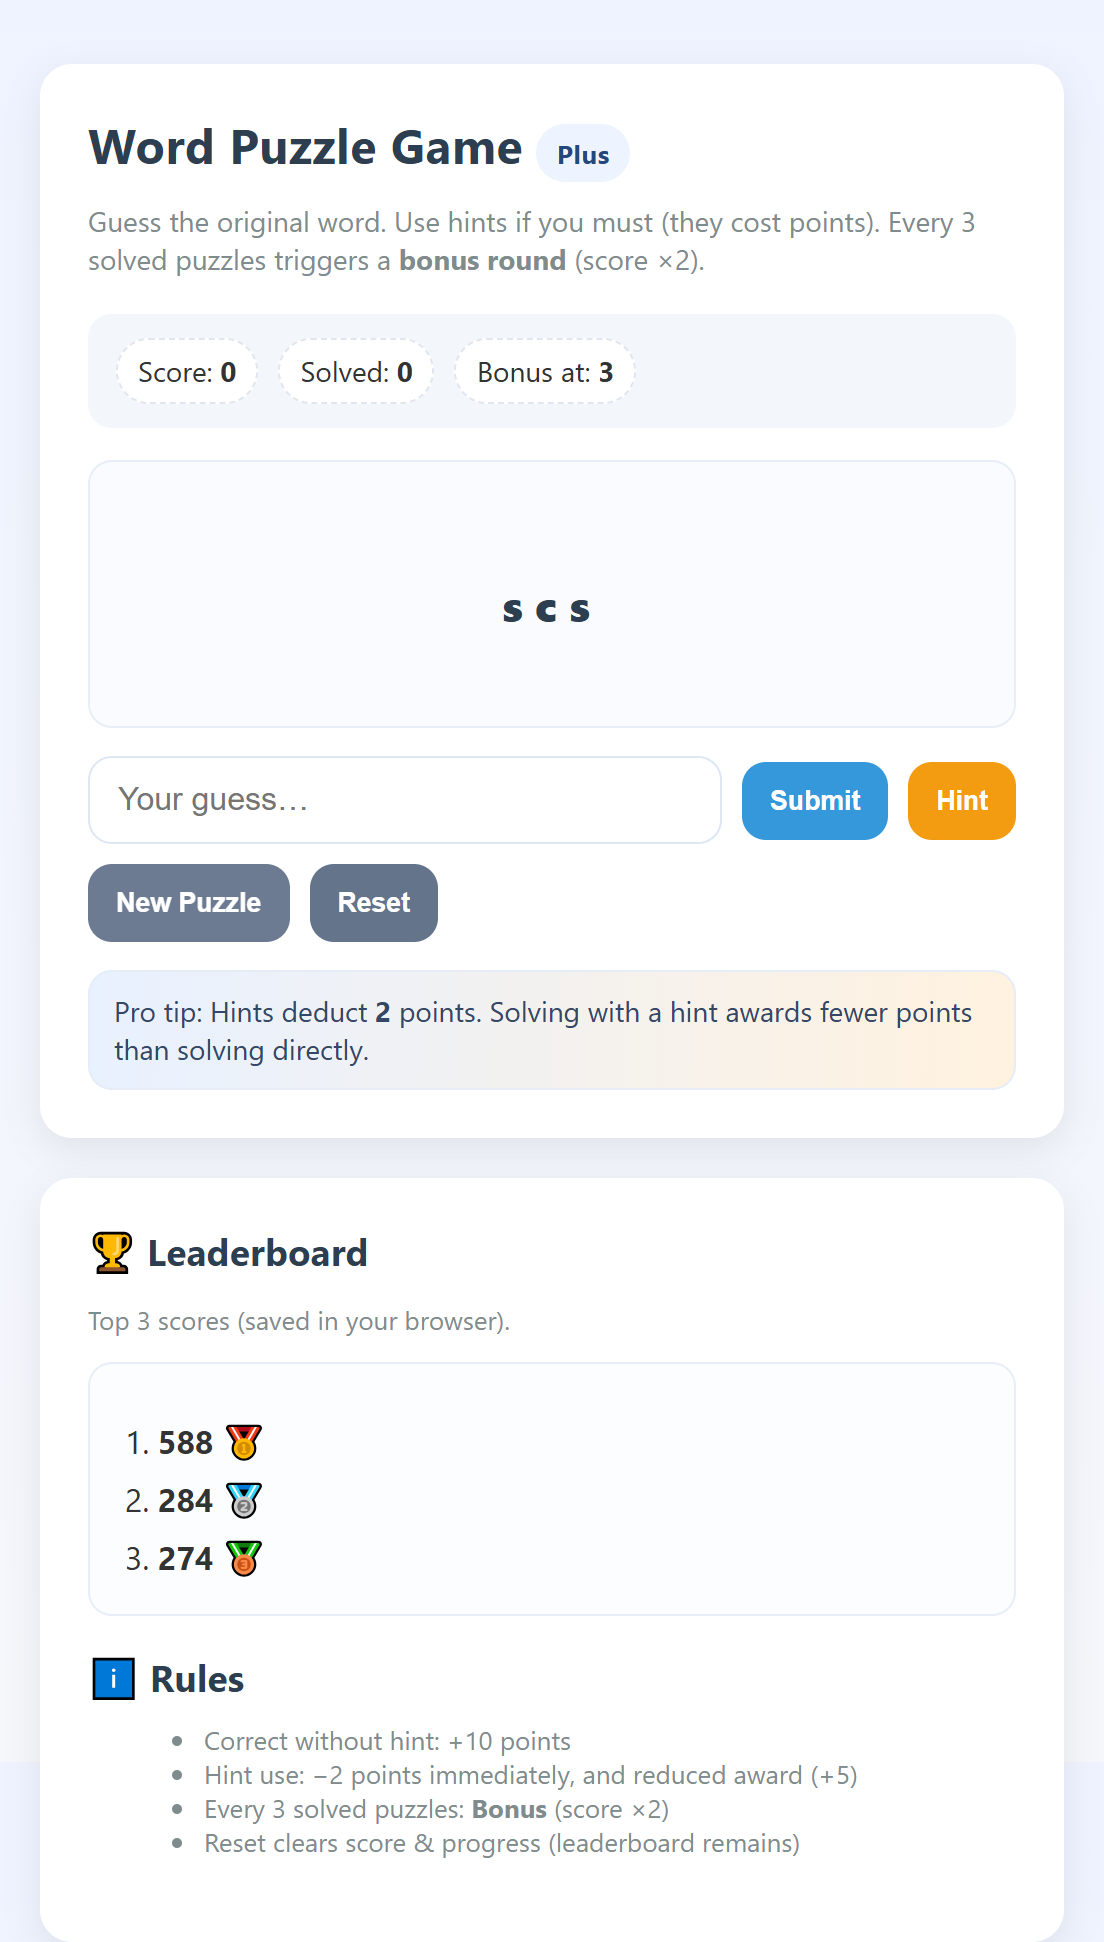 Word Puzzle Game Plus
Guess the original word. Use hints if you must (they cost points). Every 3
solved puzzles triggers a bonus round (score ×2).
Score: 0 Solved: 0 Bonus at: 3
s c s
Your guess…
Submit
Hint
New Puzzle
Reset
Pro tip: Hints deduct 2 points. Solving with a hint awards fewer points
than solving directly.
🏆 Leaderboard
Top 3 scores (saved in your browser).
1. 588 🥇
2. 284 🥈
3. 274 🥉
ℹ️ Rules
• Correct without hint: +10 points
• Hint use: −2 points immediately, and reduced award (+5)
• Every 3 solved puzzles: Bonus (score ×2)
• Reset clears score & progress (leaderboard remains)